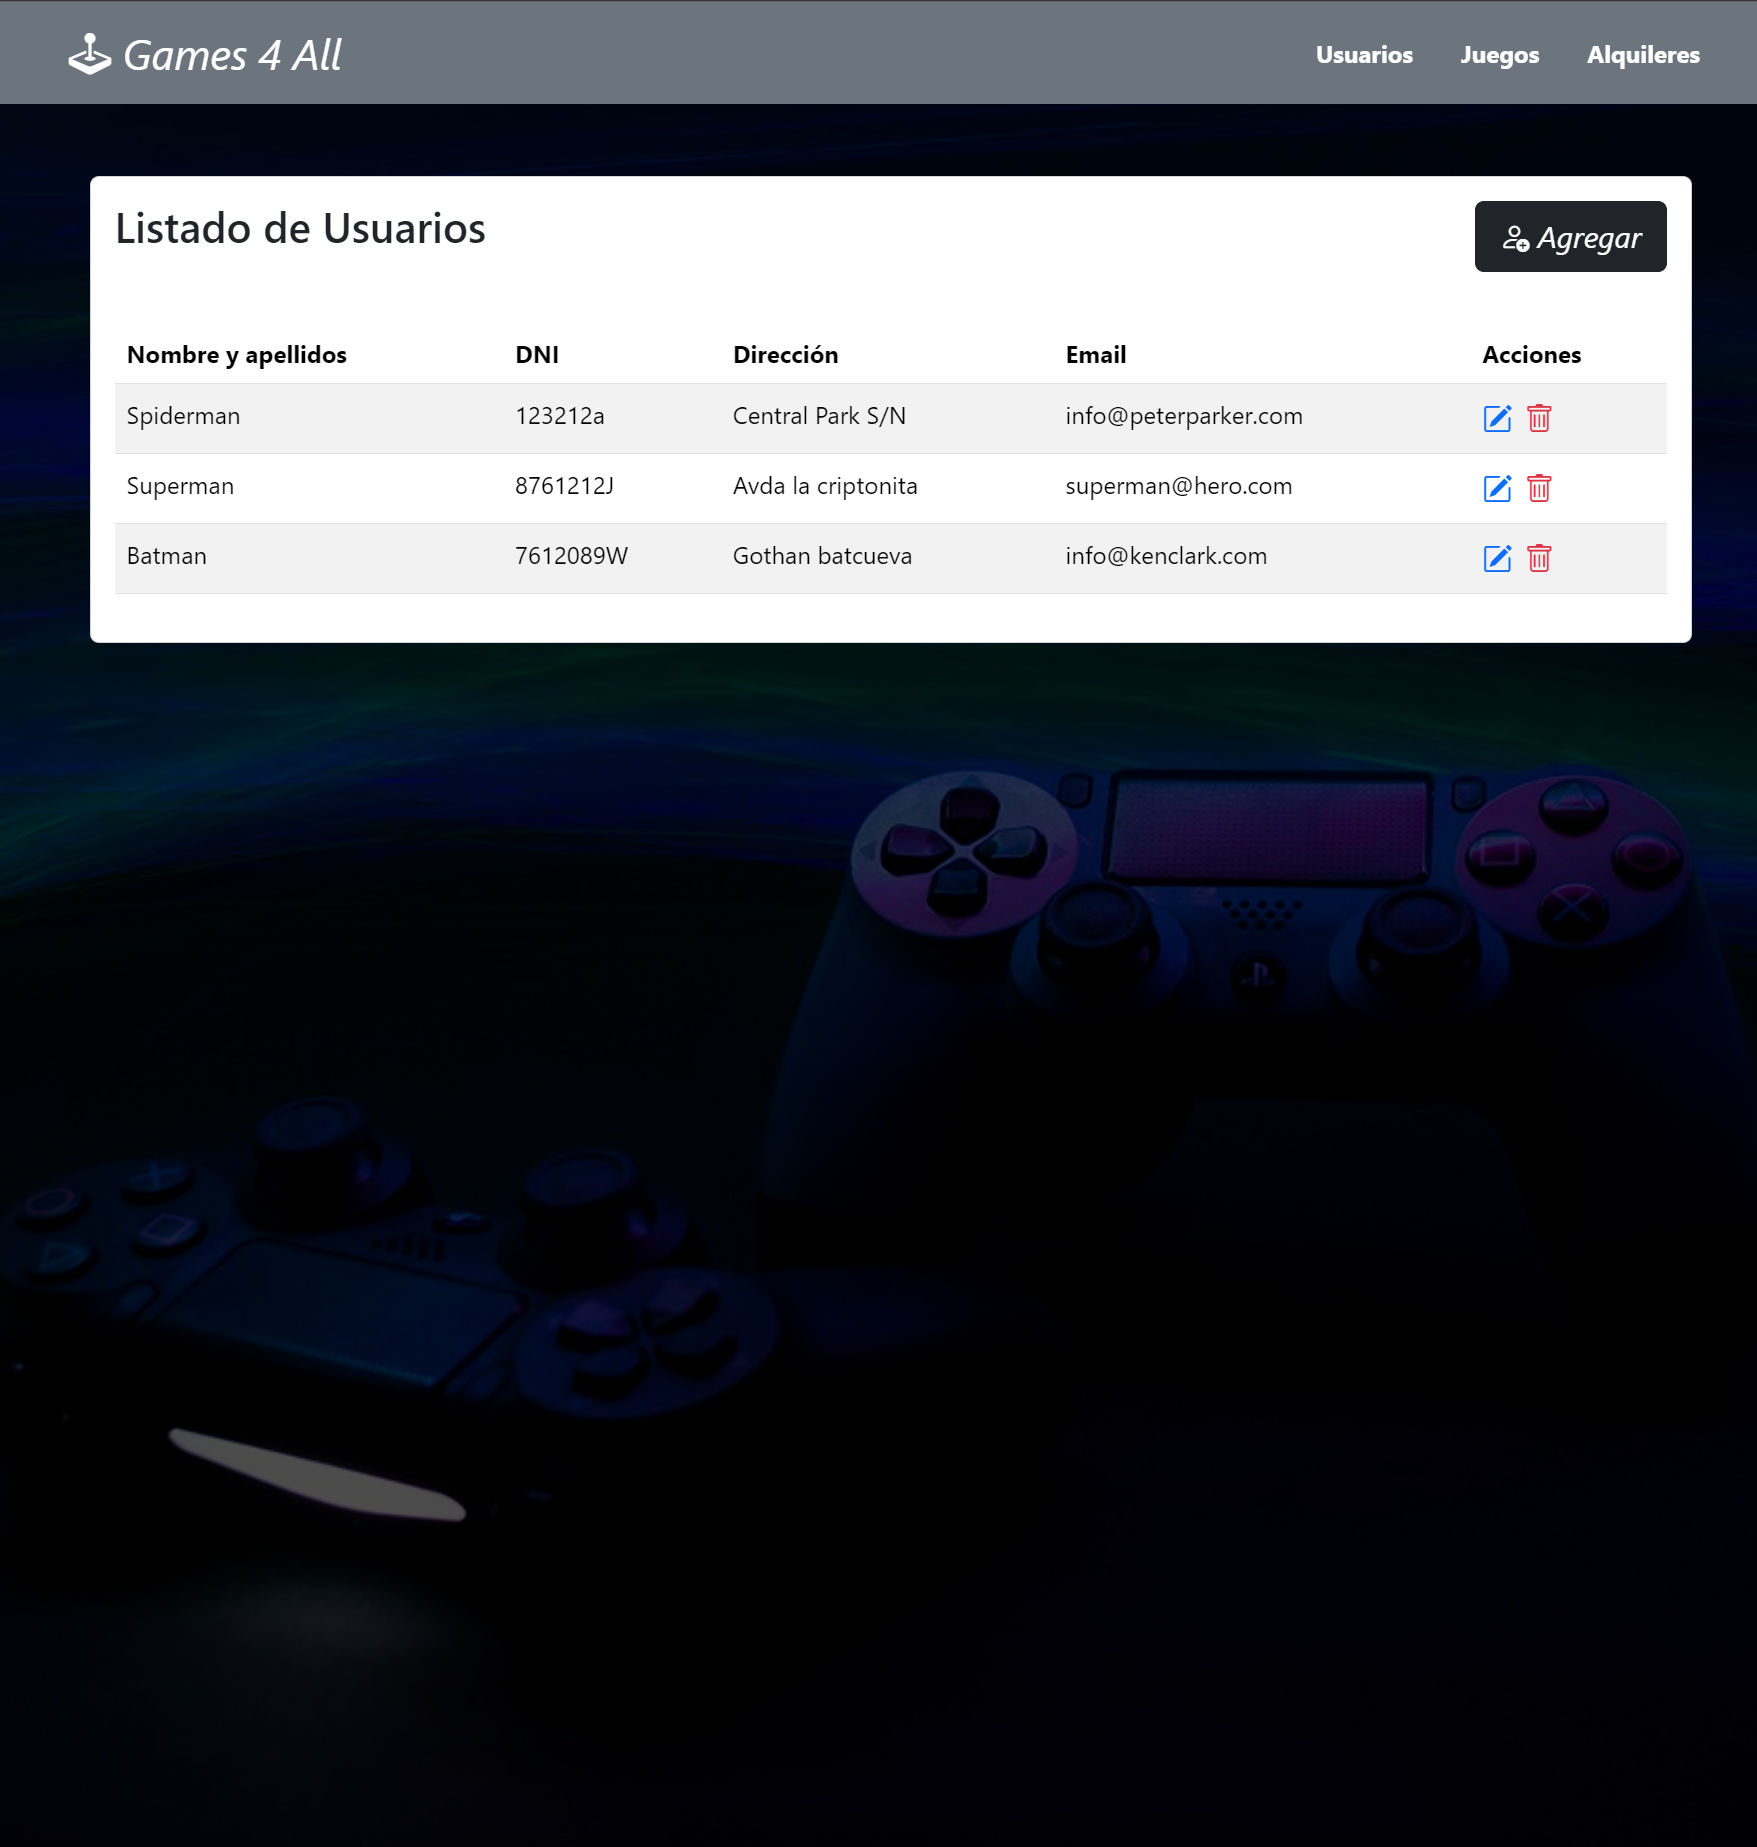 Games 4 All
Usuarios Juegos Alquileres
Listado de Usuarios
Agregar
Nombre y apellidos DNI Dirección Email Acciones
Spiderman 123212a Central Park S/N info@peterparker.com
Superman 8761212J Avda la criptonita superman@hero.com
Batman 7612089W Gothan batcueva info@kenclark.com